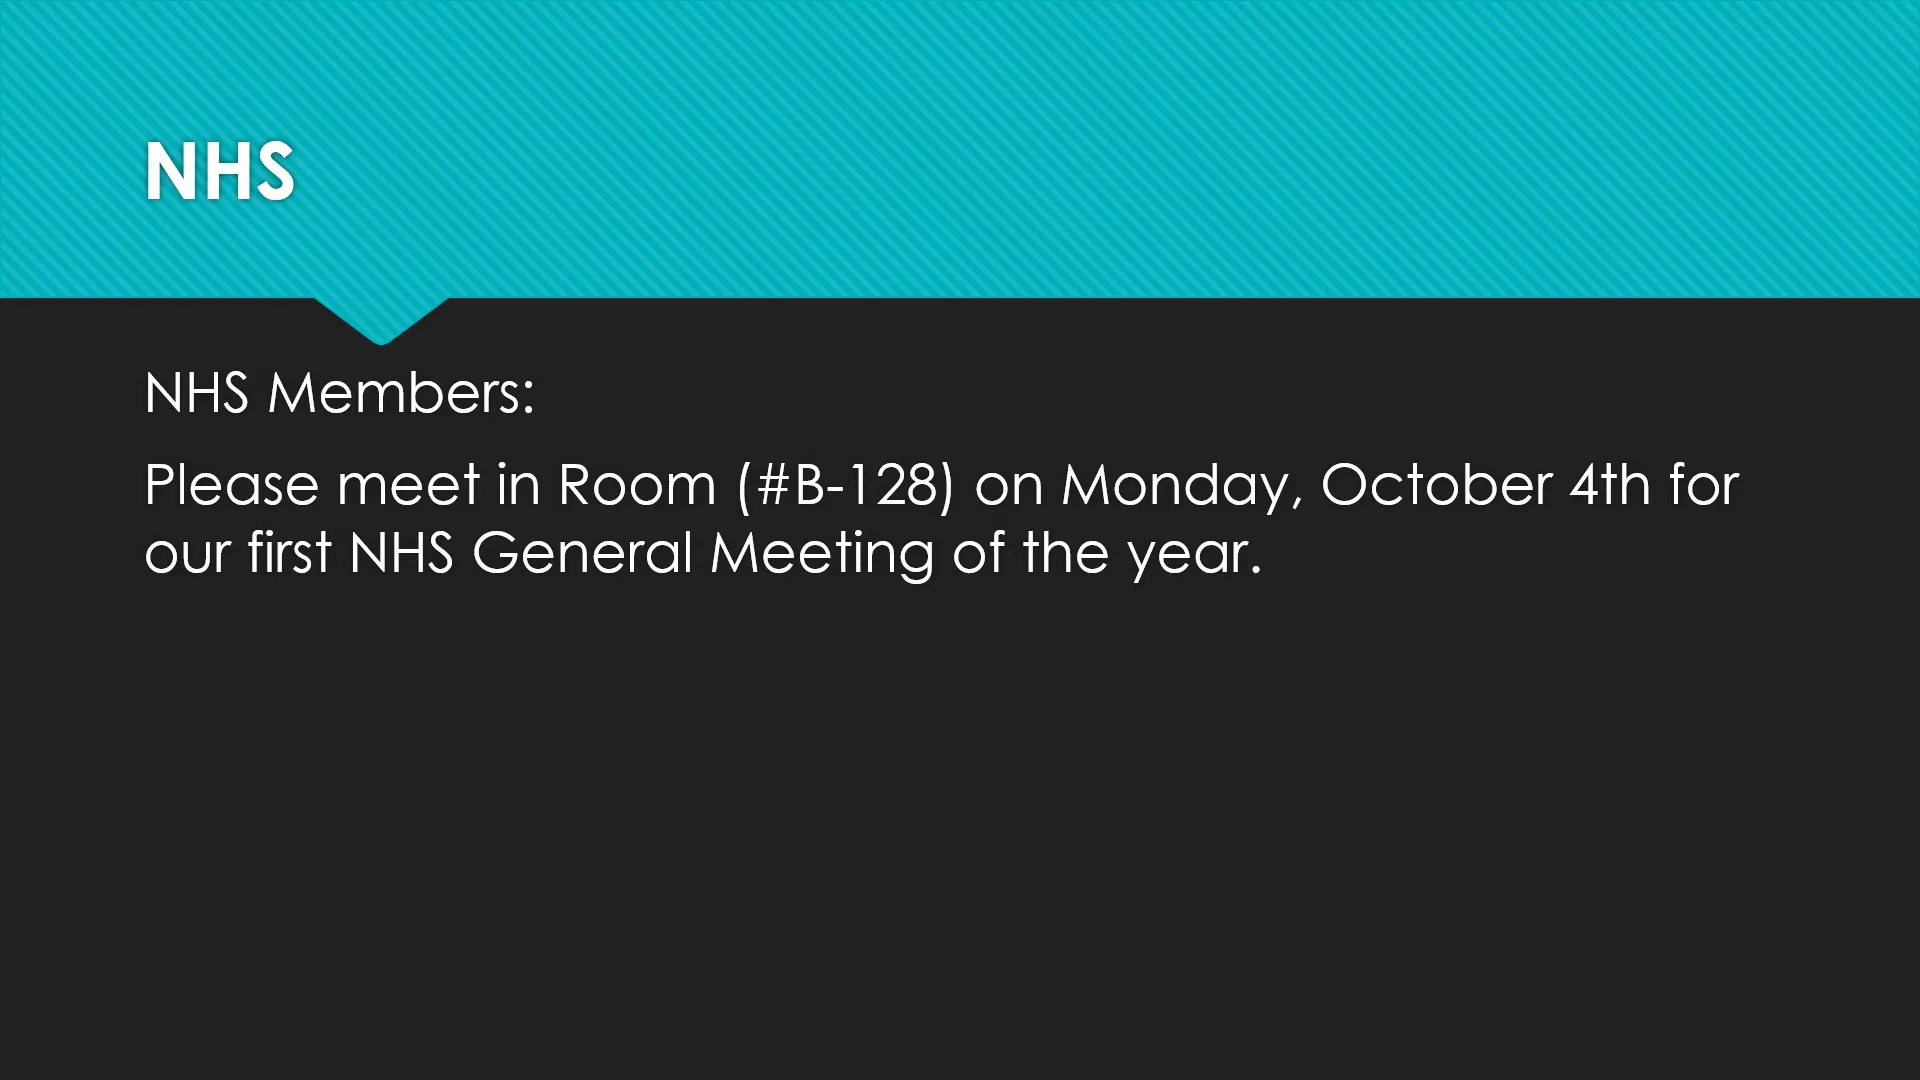 NHS
NHS Members:
Please meet in Room (#B-128) on Monday, October 4th for
our first NHS General Meeting of the year.